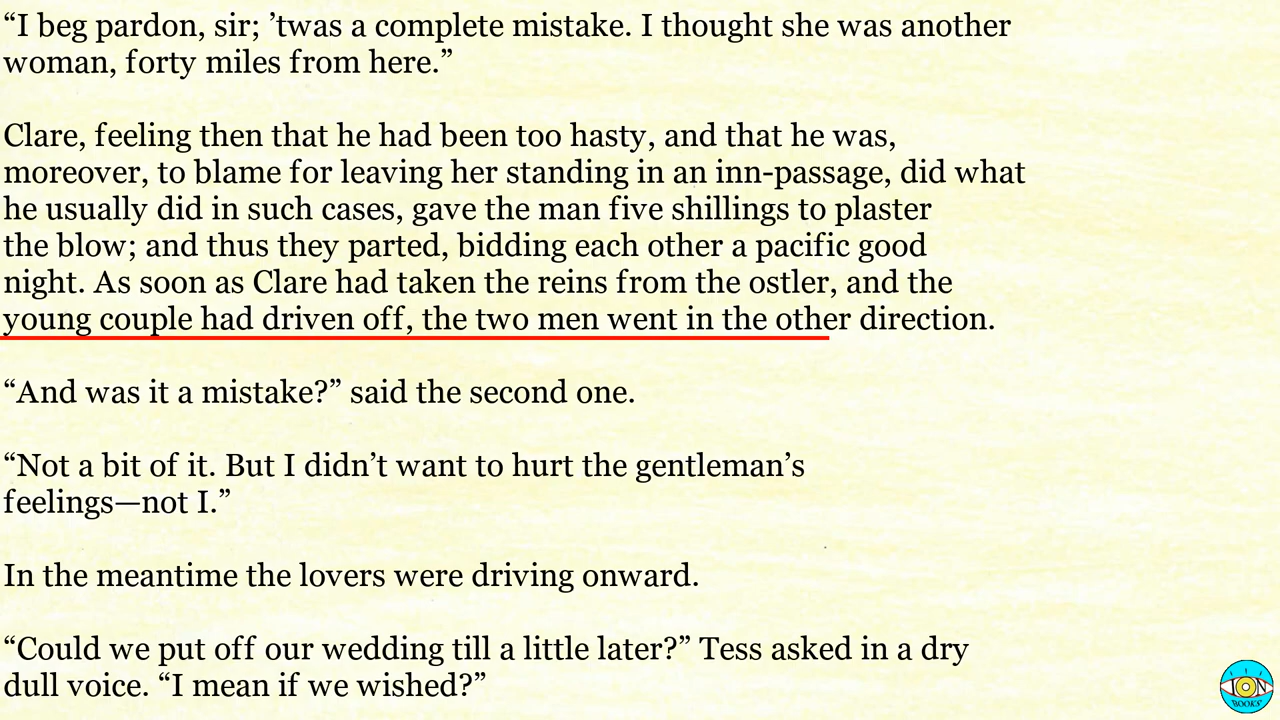 “I beg pardon, sir; ’twas a complete mistake. I thought she was another
woman, forty miles from here.”
Clare, feeling then that he had been too hasty, and that he was,
moreover, to blame for leaving her standing in an inn-passage, did what
he usually did in such cases, gave the man five shillings to plaster
the blow; and thus they parted, bidding each other a pacific good
night. As soon as Clare had taken the reins from the ostler, and the
young couple had driven off, the two men went in the other direction.
“And was it a mistake?” said the second one.
“Not a bit of it. But I didn’t want to hurt the gentleman’s
feelings—not I.”
In the meantime the lovers were driving onward.
“Could we put off our wedding till a little later?” Tess asked in a dry
dull voice. “I mean if we wished?”
ION
BOOKS